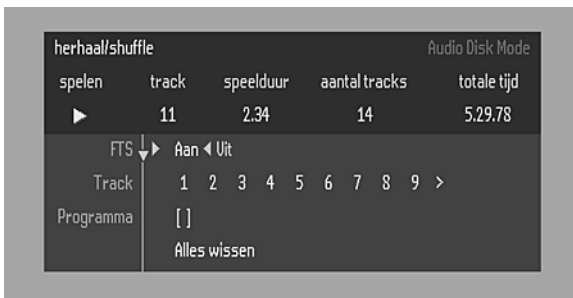 herhaal/shuffle Audio Disk Mode
spelen track speelduur aantal tracks totale tijd
11 2.34 14 5.29.78
FTS Aan Uit
Track 1 2 3 4 5 6 7 8 9 >
Programma [ ]
Alles wissen